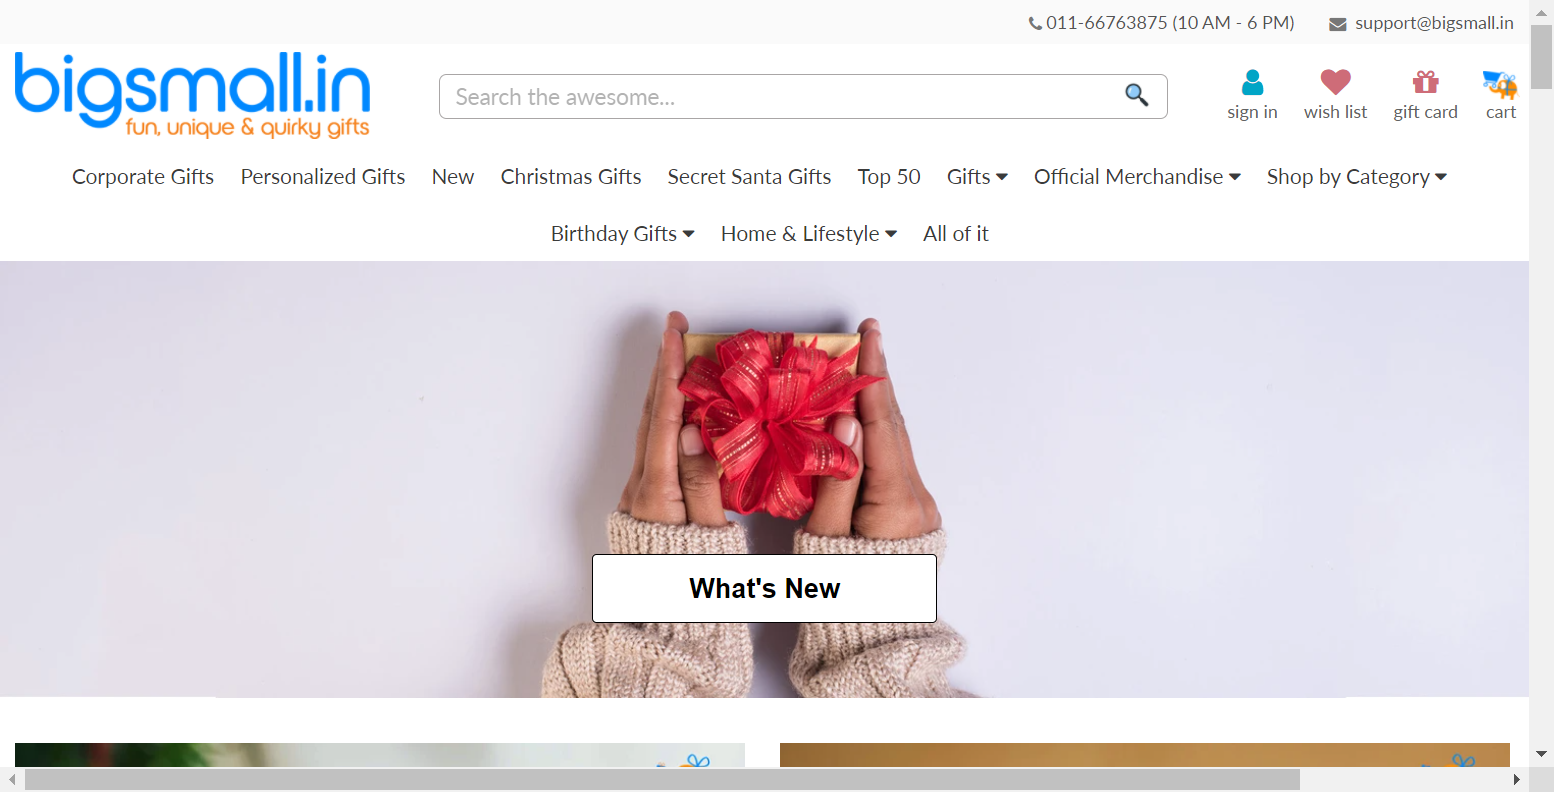 011-66763875 (10 AM - 6 PM) support@bigsmall.in
bigsmall.in
fun, unique & quirky gifts
Search the awesome...
sign in wish list gift card cart
Corporate Gifts Personalized Gifts New Christmas Gifts Secret Santa Gifts Top 50 Gifts Official Merchandise Shop by Category
Birthday Gifts Home & Lifestyle All of it
What's New